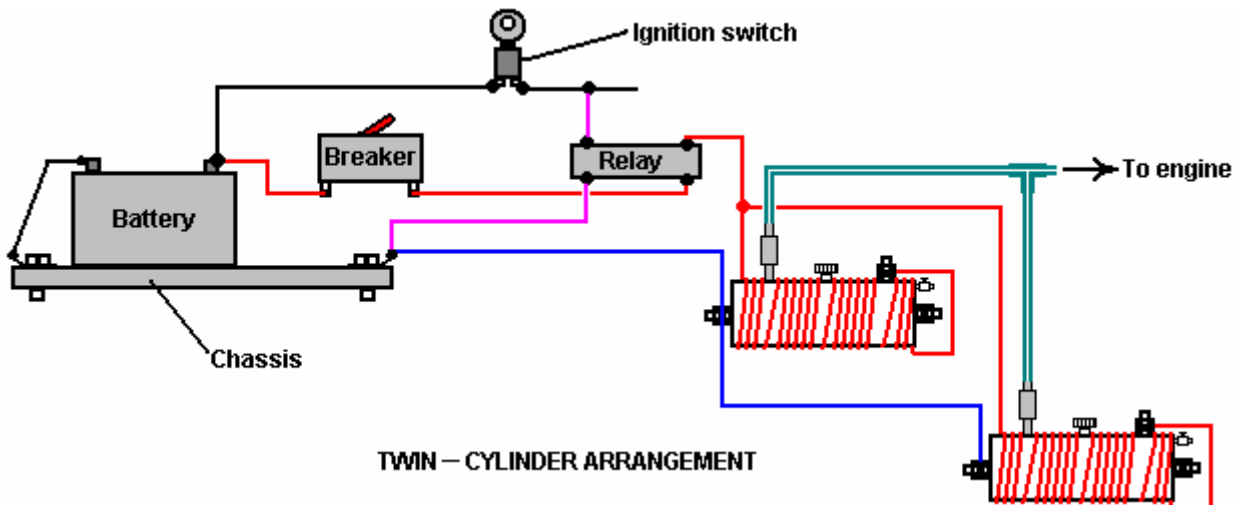 Ignition switch
Breaker
Relay
To engine
Battery
Chassis
TWIN – CYLINDER ARRANGEMENT